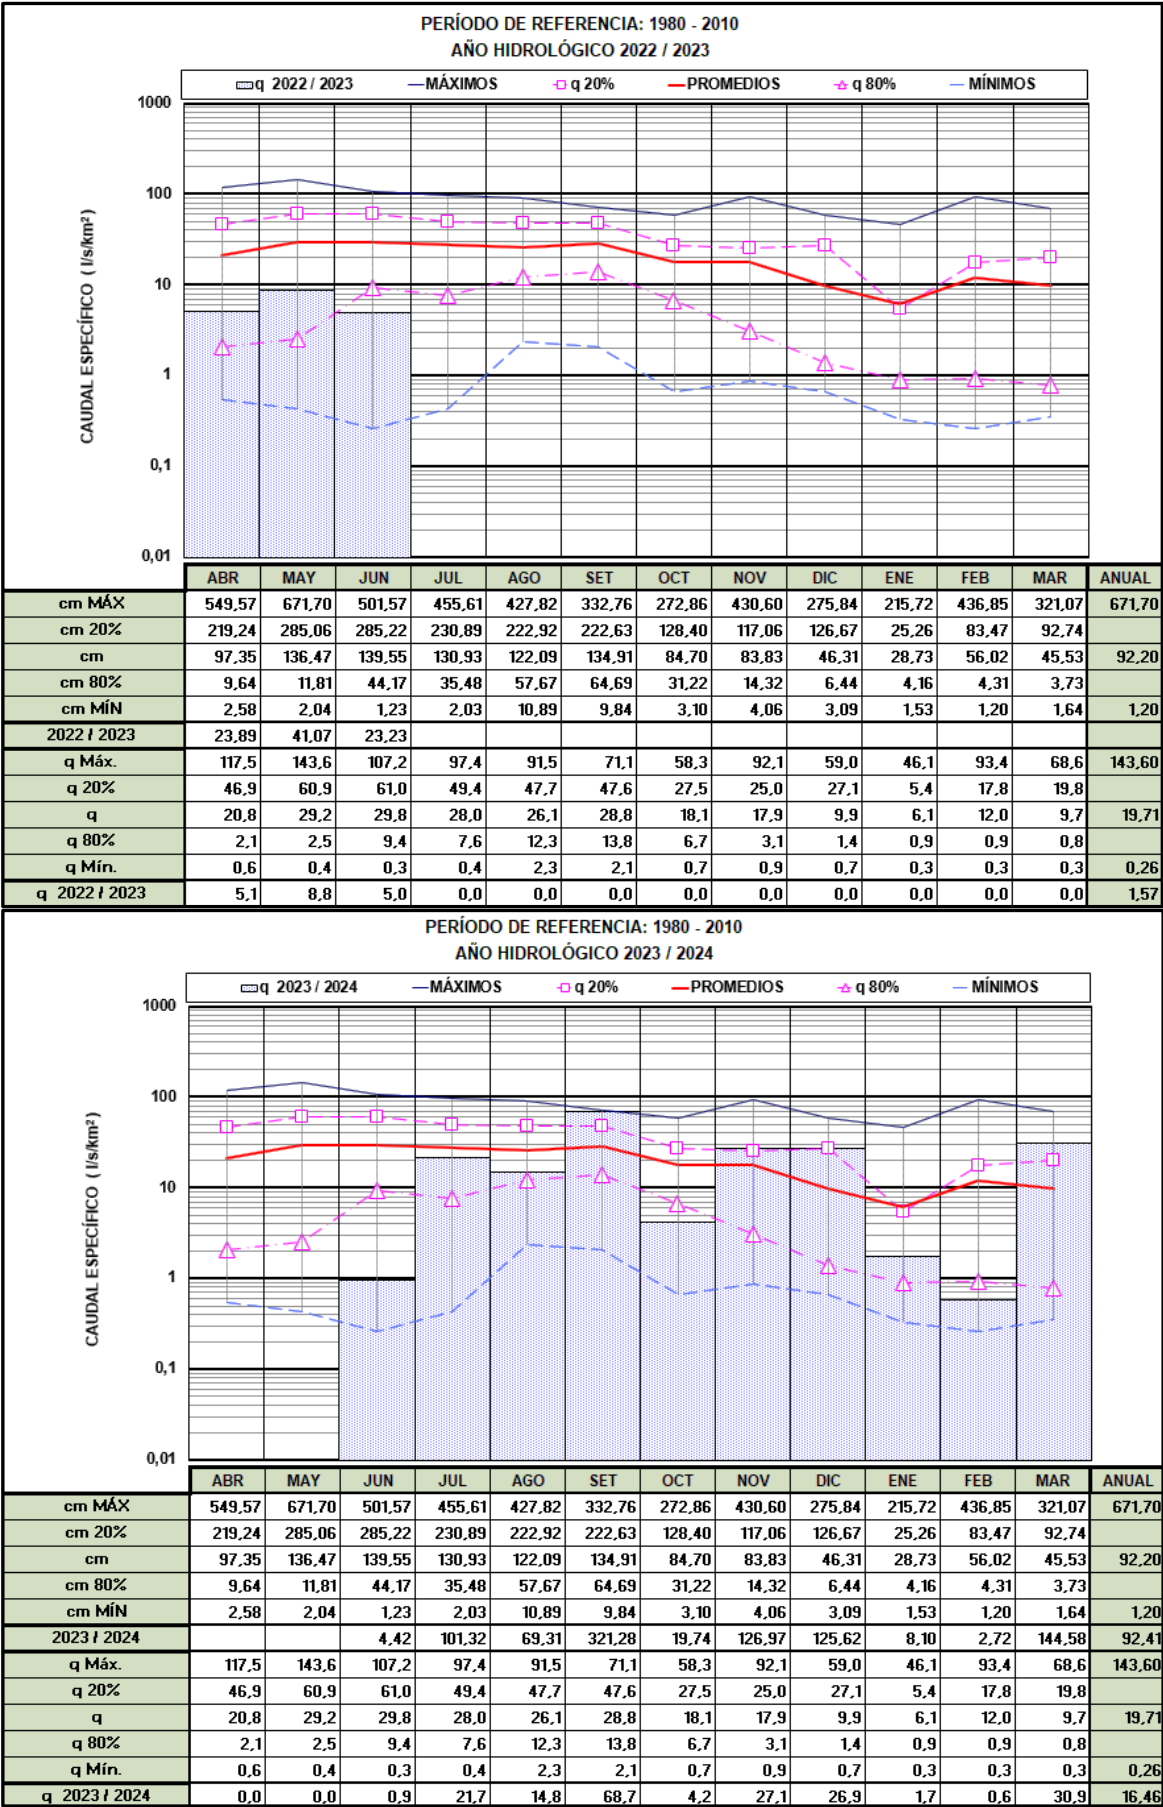 PERÍODO DE REFERENCIA: 1980 - 2010
AÑO HIDROLÓGICO 2022 / 2023
q 2022 / 2023 MÁXIMOS q 20% PROMEDIOS q 80% MÍNIMOS
CAUDAL ESPECÍFICO ( l/s/km²)
1000
100
10
1
0,1
0,01
ABR MAY JUN JUL AGO SET OCT NOV DIC ENE FEB MAR ANUAL
cm MÁX 549,57 671,70 501,57 455,61 427,82 332,76 272,86 430,60 275,84 215,72 436,85 321,07 671,70
cm 20% 219,24 285,06 285,22 230,89 222,92 222,63 128,40 117,06 126,67 25,26 83,47 92,74
cm 97,35 136,47 139,55 130,93 122,09 134,91 84,70 83,83 46,31 28,73 56,02 45,53 92,20
cm 80% 9,64 11,81 44,17 35,48 57,67 64,69 31,22 14,32 6,44 4,16 4,31 3,73
cm MÍN 2,58 2,04 1,23 2,03 10,89 9,84 3,10 4,06 3,09 1,53 1,20 1,64 1,20
2022 / 2023 23,89 41,07 23,23
q Máx. 117,5 143,6 107,2 97,4 91,5 71,1 58,3 92,1 59,0 46,1 93,4 68,6 143,60
q 20% 46,9 60,9 61,0 49,4 47,7 47,6 27,5 25,0 27,1 5,4 17,8 19,8
q 20,8 29,2 29,8 28,0 26,1 28,8 18,1 17,9 9,9 6,1 12,0 9,7 19,71
q 80% 2,1 2,5 9,4 7,6 12,3 13,8 6,7 3,1 1,4 0,9 0,9 0,8
q Mín. 0,6 0,4 0,3 0,4 2,3 2,1 0,7 0,9 0,7 0,3 0,3 0,3 0,26
q 2022 / 2023 5,1 8,8 5,0 0,0 0,0 0,0 0,0 0,0 0,0 0,0 0,0 0,0 1,57
PERÍODO DE REFERENCIA: 1980 - 2010
AÑO HIDROLÓGICO 2023 / 2024
q 2023 / 2024 MÁXIMOS q 20% PROMEDIOS q 80% MÍNIMOS
CAUDAL ESPECÍFICO ( l/s/km²)
1000
100
10
1
0,1
0,01
ABR MAY JUN JUL AGO SET OCT NOV DIC ENE FEB MAR ANUAL
cm MÁX 549,57 671,70 501,57 455,61 427,82 332,76 272,86 430,60 275,84 215,72 436,85 321,07 671,70
cm 20% 219,24 285,06 285,22 230,89 222,92 222,63 128,40 117,06 126,67 25,26 83,47 92,74
cm 97,35 136,47 139,55 130,93 122,09 134,91 84,70 83,83 46,31 28,73 56,02 45,53 92,20
cm 80% 9,64 11,81 44,17 35,48 57,67 64,69 31,22 14,32 6,44 4,16 4,31 3,73
cm MÍN 2,58 2,04 1,23 2,03 10,89 9,84 3,10 4,06 3,09 1,53 1,20 1,64 1,20
2023 / 2024 4,42 101,32 69,31 321,28 19,74 126,97 125,62 8,10 2,72 144,58 92,41
q Máx. 117,5 143,6 107,2 97,4 91,5 71,1 58,3 92,1 59,0 46,1 93,4 68,6 143,60
q 20% 46,9 60,9 61,0 49,4 47,7 47,6 27,5 25,0 27,1 5,4 17,8 19,8
q 20,8 29,2 29,8 28,0 26,1 28,8 18,1 17,9 9,9 6,1 12,0 9,7 19,71
q 80% 2,1 2,5 9,4 7,6 12,3 13,8 6,7 3,1 1,4 0,9 0,9 0,8
q Mín. 0,6 0,4 0,3 0,4 2,3 2,1 0,7 0,9 0,7 0,3 0,3 0,3 0,26
q 2023 / 2024 0,0 0,0 0,9 21,7 14,8 68,7 4,2 27,1 26,9 1,7 0,6 30,9 16,46